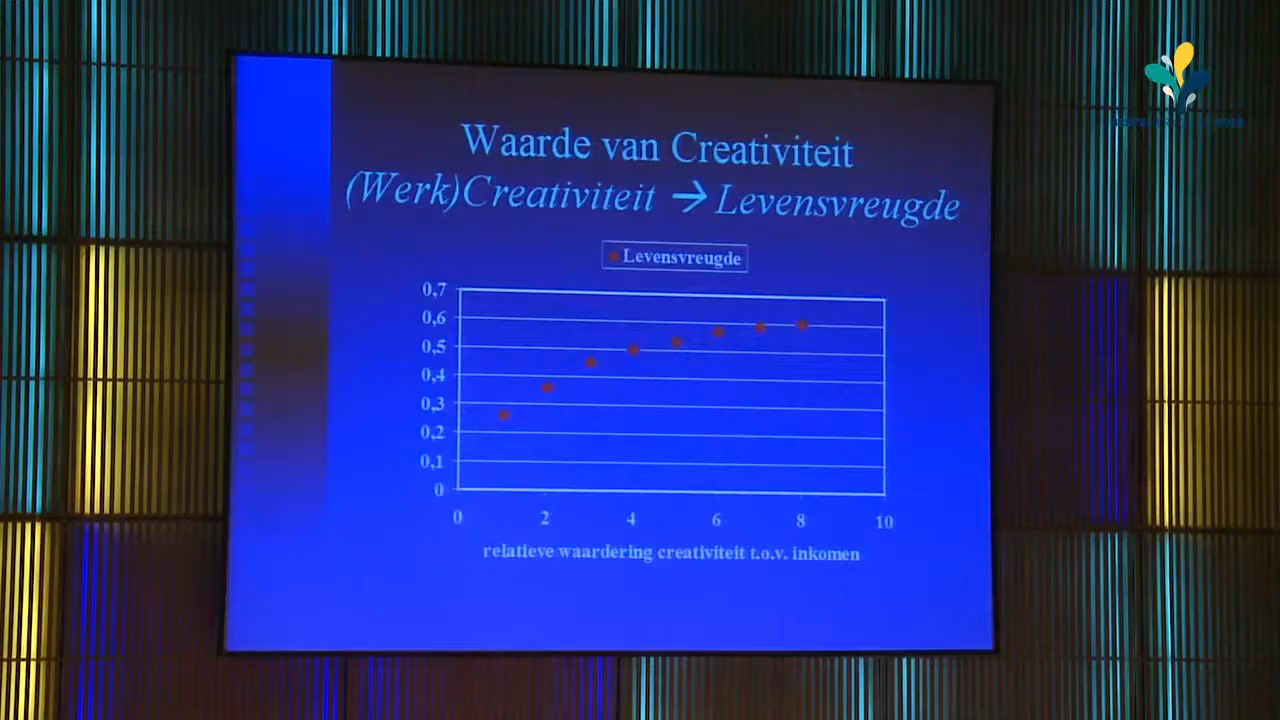 Waarde van Creativiteit
(Werk)Creativiteit → Levensvreugde
Levensvreugde
0,7
0,6
0,5
0,4
0,3
0,2
0,1
0
0 2 4 6 8 10
relatieve waardering creativiteit t.o.v. inkomen